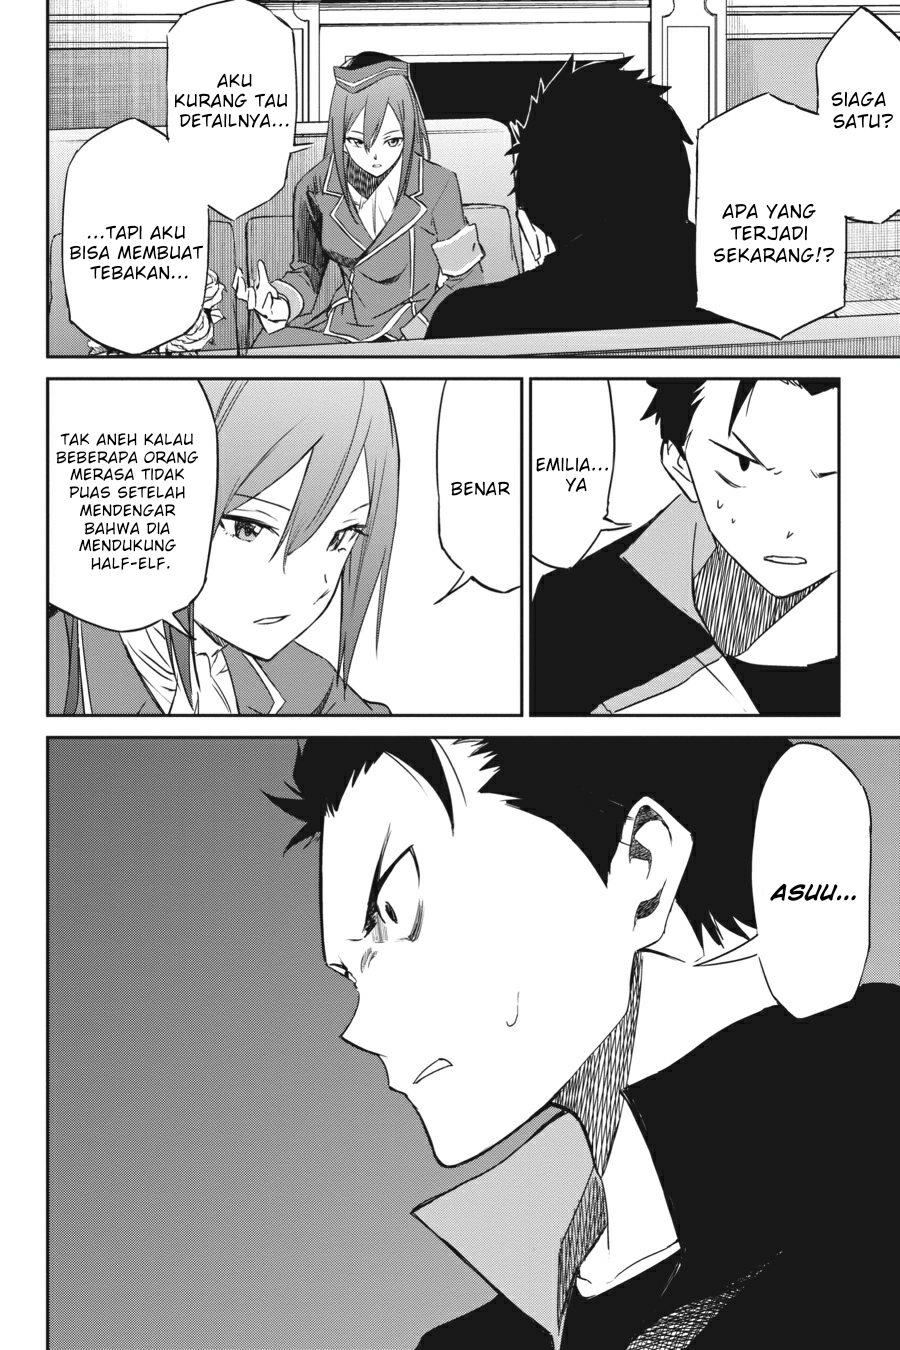 SIAGA
SATU?
APA YANG
TERJADI
SEKARANG!?
AKU
KURANG TAU
DETAILNYA...
...TAPI AKU
BISA MEMBUAT
TEBAKAN...
EMILIA...
YA
BENAR
TAK ANEH KALAU
BEBERAPA ORANG
MERASA TIDAK
PUAS SETELAH
MENDENGAR
BAHWA DIA
MENDUKUNG
HALF-ELF.
ASUU...